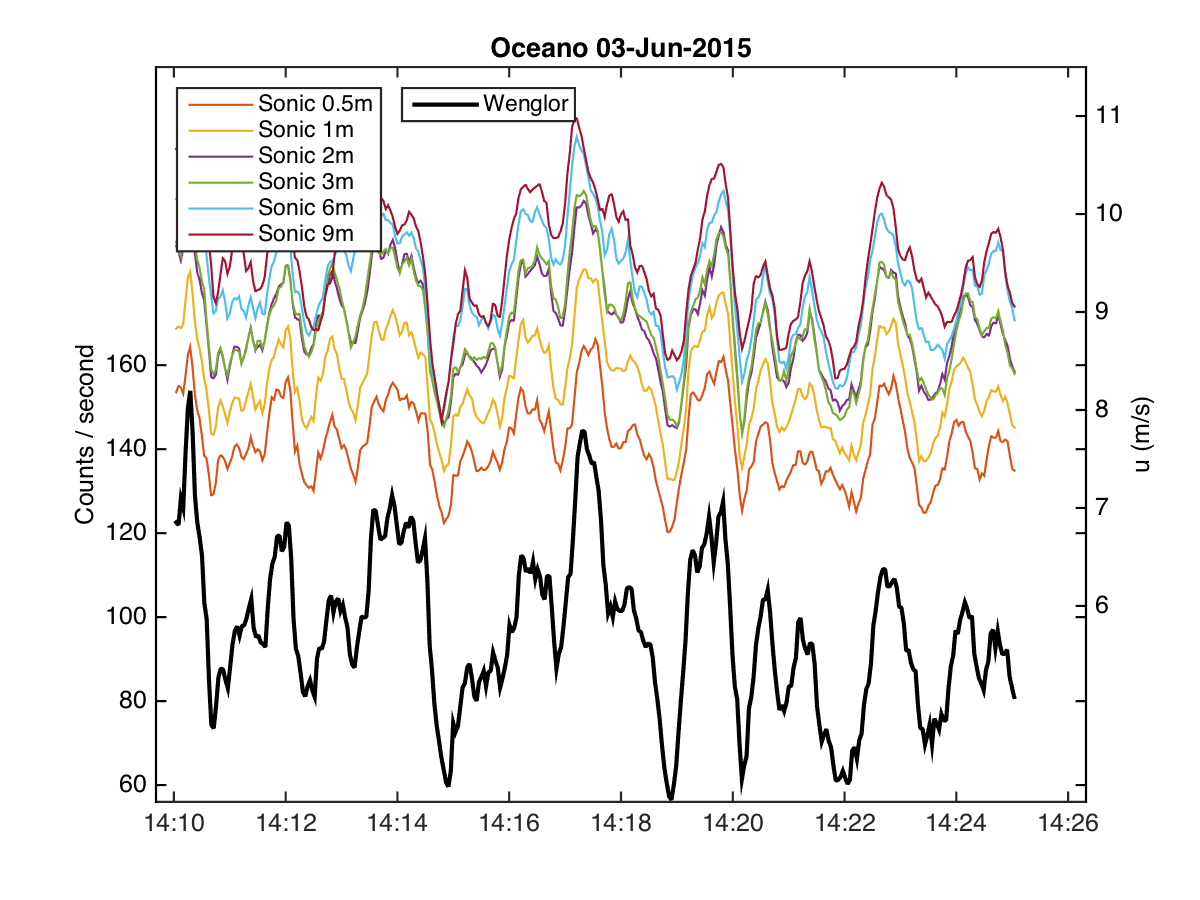 Oceano 03-Jun-2015
Sonic 0.5m
Sonic 1m
Sonic 2m
Sonic 3m
Sonic 6m
Sonic 9m
Wenglor
Counts / second
160
140
120
100
80
60
11
10
9
8
7
6
u (m/s)
14:10 14:12 14:14 14:16 14:18 14:20 14:22 14:24 14:26